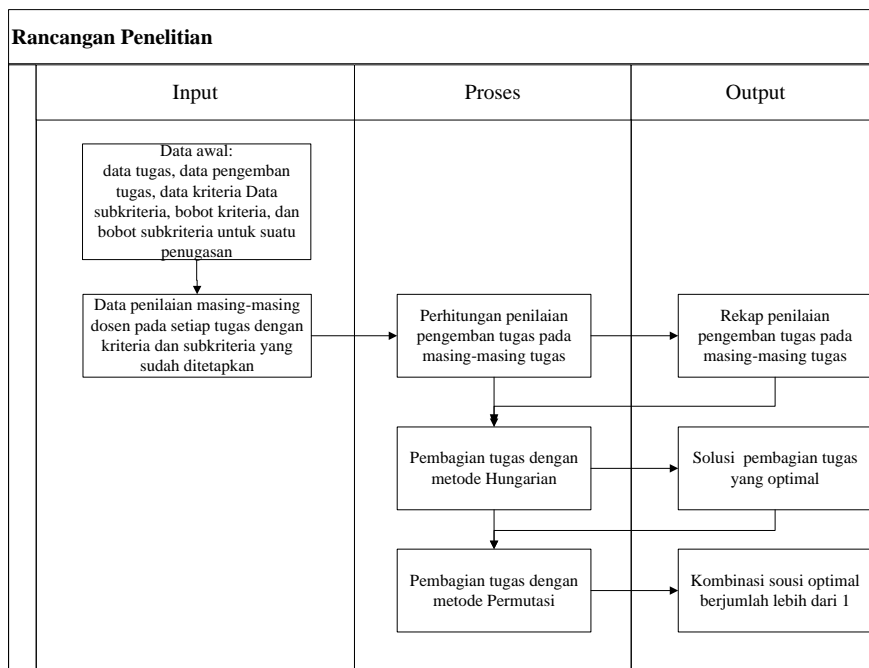 Rancangan Penelitian
Input
Proses
Output
Data awal:
data tugas, data pengemban
tugas, data kriteria Data
subkriteria, bobot kriteria, dan
bobot subkriteria untuk suatu
penugasan
Data penilaian masing-masing
dosen pada setiap tugas dengan
kriteria dan subkriteria yang
sudah ditetapkan
Perhitungan penilaian
pengemban tugas pada
masing-masing tugas
Rekap penilaian
pengemban tugas pada
masing-masing tugas
Pembagian tugas dengan
metode Hungarian
Solusi pembagian tugas
yang optimal
Pembagian tugas dengan
metode Permutasi
Kombinasi sousi optimal
berjumlah lebih dari 1